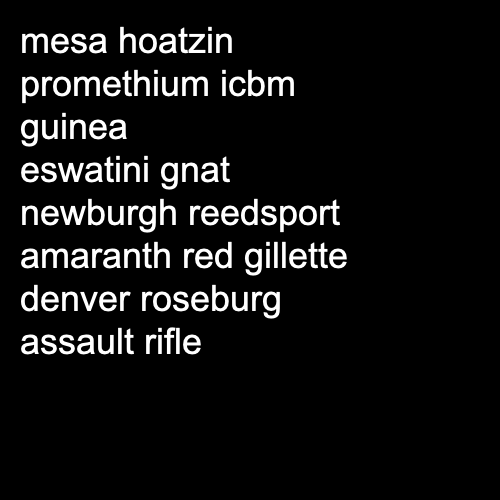 mesa hoatzin
promethium icbm
guinea
eswatini gnat
newburgh reedsport
amaranth red gillette
denver roseburg
assault rifle